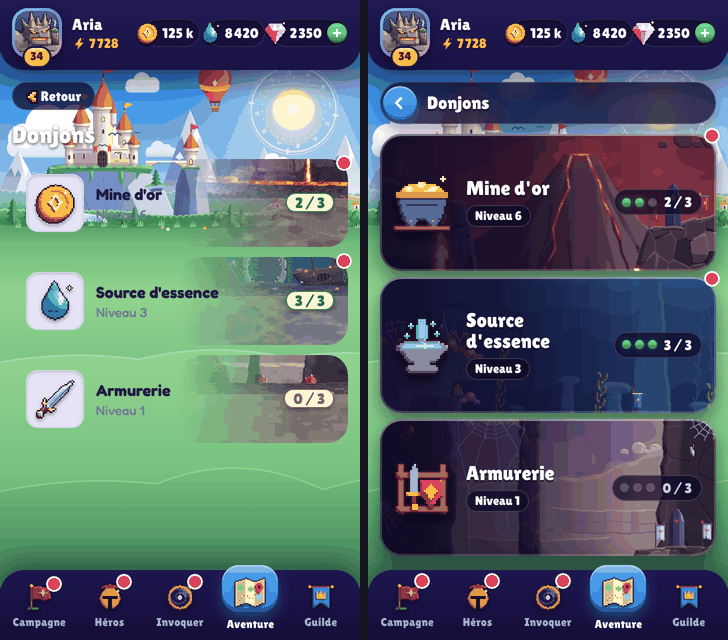 Aria
7728
34
125 k
8420
2350
Retour
Donjons
Mine d'or
2 / 3
Source d'essence
Niveau 3
3 / 3
Armurerie
Niveau 1
0 / 3
Campagne
Héros
Invoquer
Aventure
Guilde
Aria
7728
34
125 k
8420
2350
Donjons
Mine d'or
Niveau 6
2 / 3
Source
d'essence
Niveau 3
3 / 3
Armurerie
Niveau 1
0 / 3
Campagne
Héros
Invoquer
Aventure
Guilde